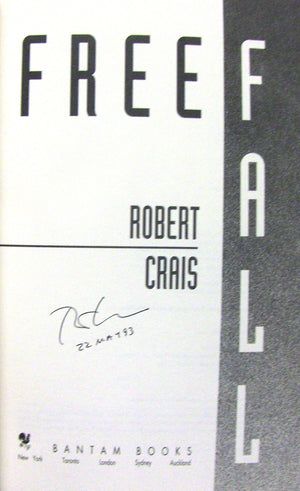 FREE
FALL
ROBERT
CRAIS
22 MAY 93
BANTAM BOOKS
New York Toronto London Sydney Auckland